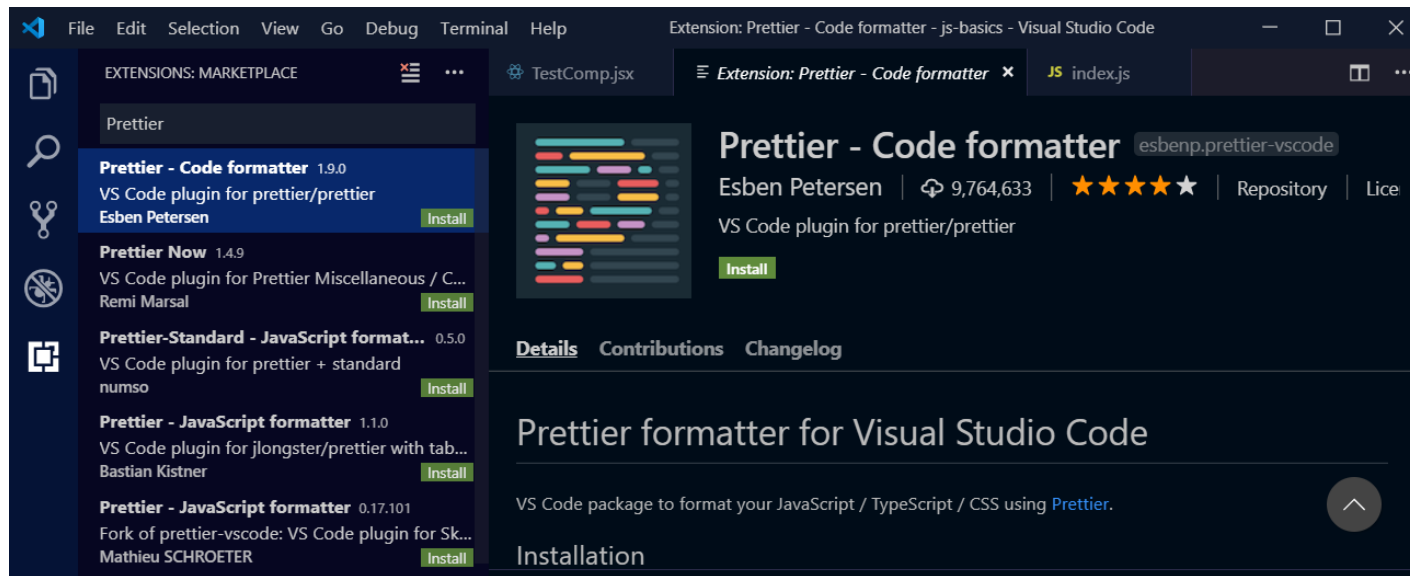 File Edit Selection View Go Debug Terminal Help Extension: Prettier - Code formatter - js-basics - Visual Studio Code
EXTENSIONS: MARKETPLACE
Prettier
Prettier - Code formatter 1.9.0
VS Code plugin for prettier/prettier
Esben Petersen Install
Prettier Now 1.4.9
VS Code plugin for Prettier Miscellaneous / C...
Remi Marsal Install
Prettier-Standard - JavaScript format... 0.5.0
VS Code plugin for prettier + standard
numso Install
Prettier - JavaScript formatter 1.1.0
VS Code plugin for jlongster/prettier with tab...
Bastian Kistner Install
Prettier - JavaScript formatter 0.17.101
Fork of prettier-vscode: VS Code plugin for Sk...
Mathieu SCHROETER Install
TestComp.jsx Extension: Prettier - Code formatter JS index.js
Prettier - Code formatter esbenp.prettier-vscode
Esben Petersen 9,764,633 Repository Lice
VS Code plugin for prettier/prettier
Install
Details Contributions Changelog
Prettier formatter for Visual Studio Code
VS Code package to format your JavaScript / TypeScript / CSS using Prettier.
Installation